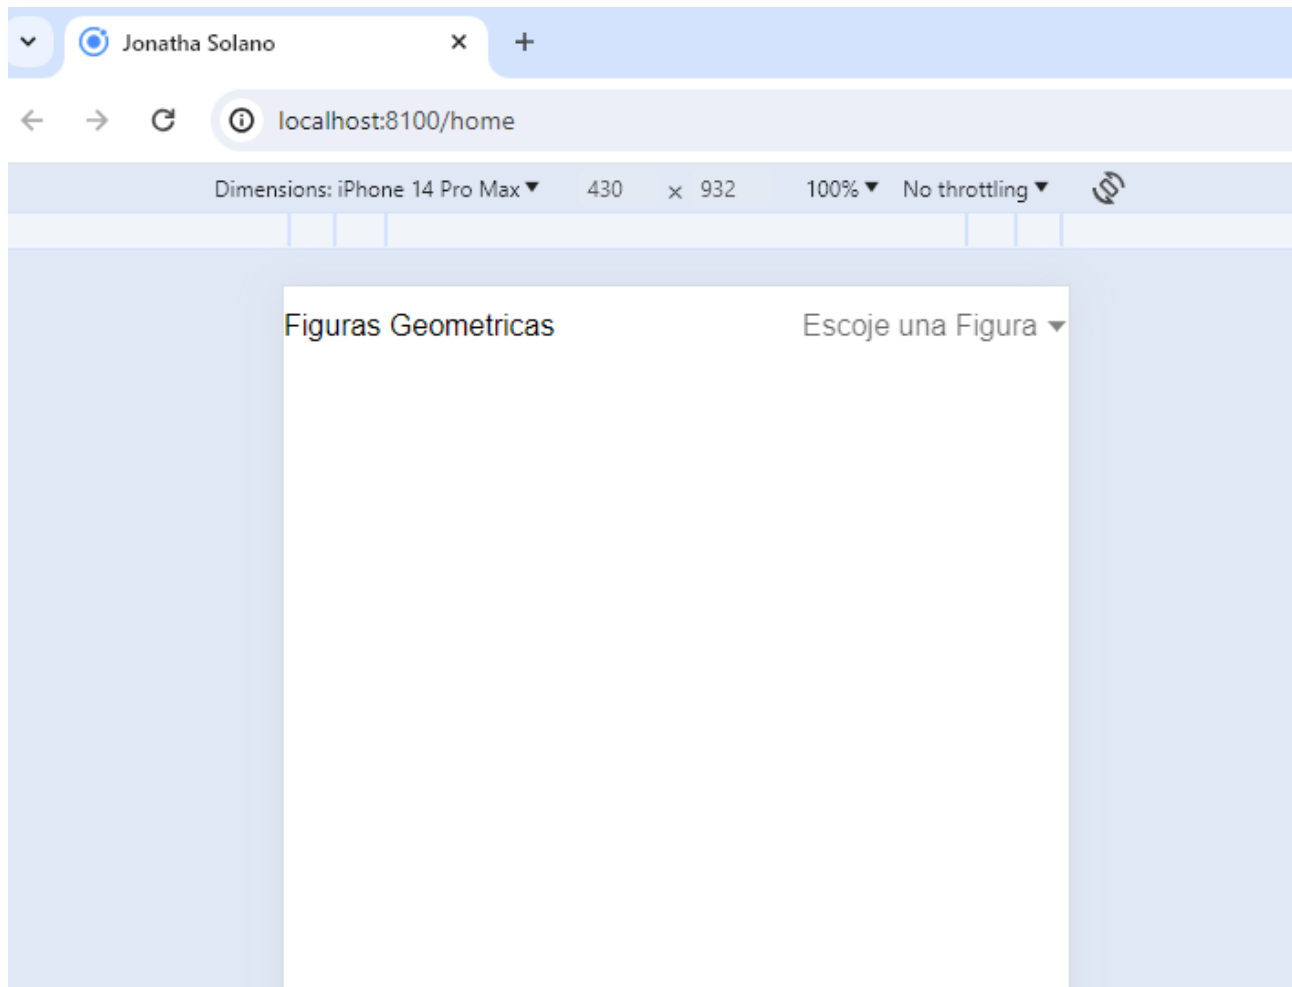 Jonatha Solano
localhost:8100/home
Dimensions: iPhone 14 Pro Max 430 x 932 100% No throttling
Figuras Geometricas Escoje una Figura